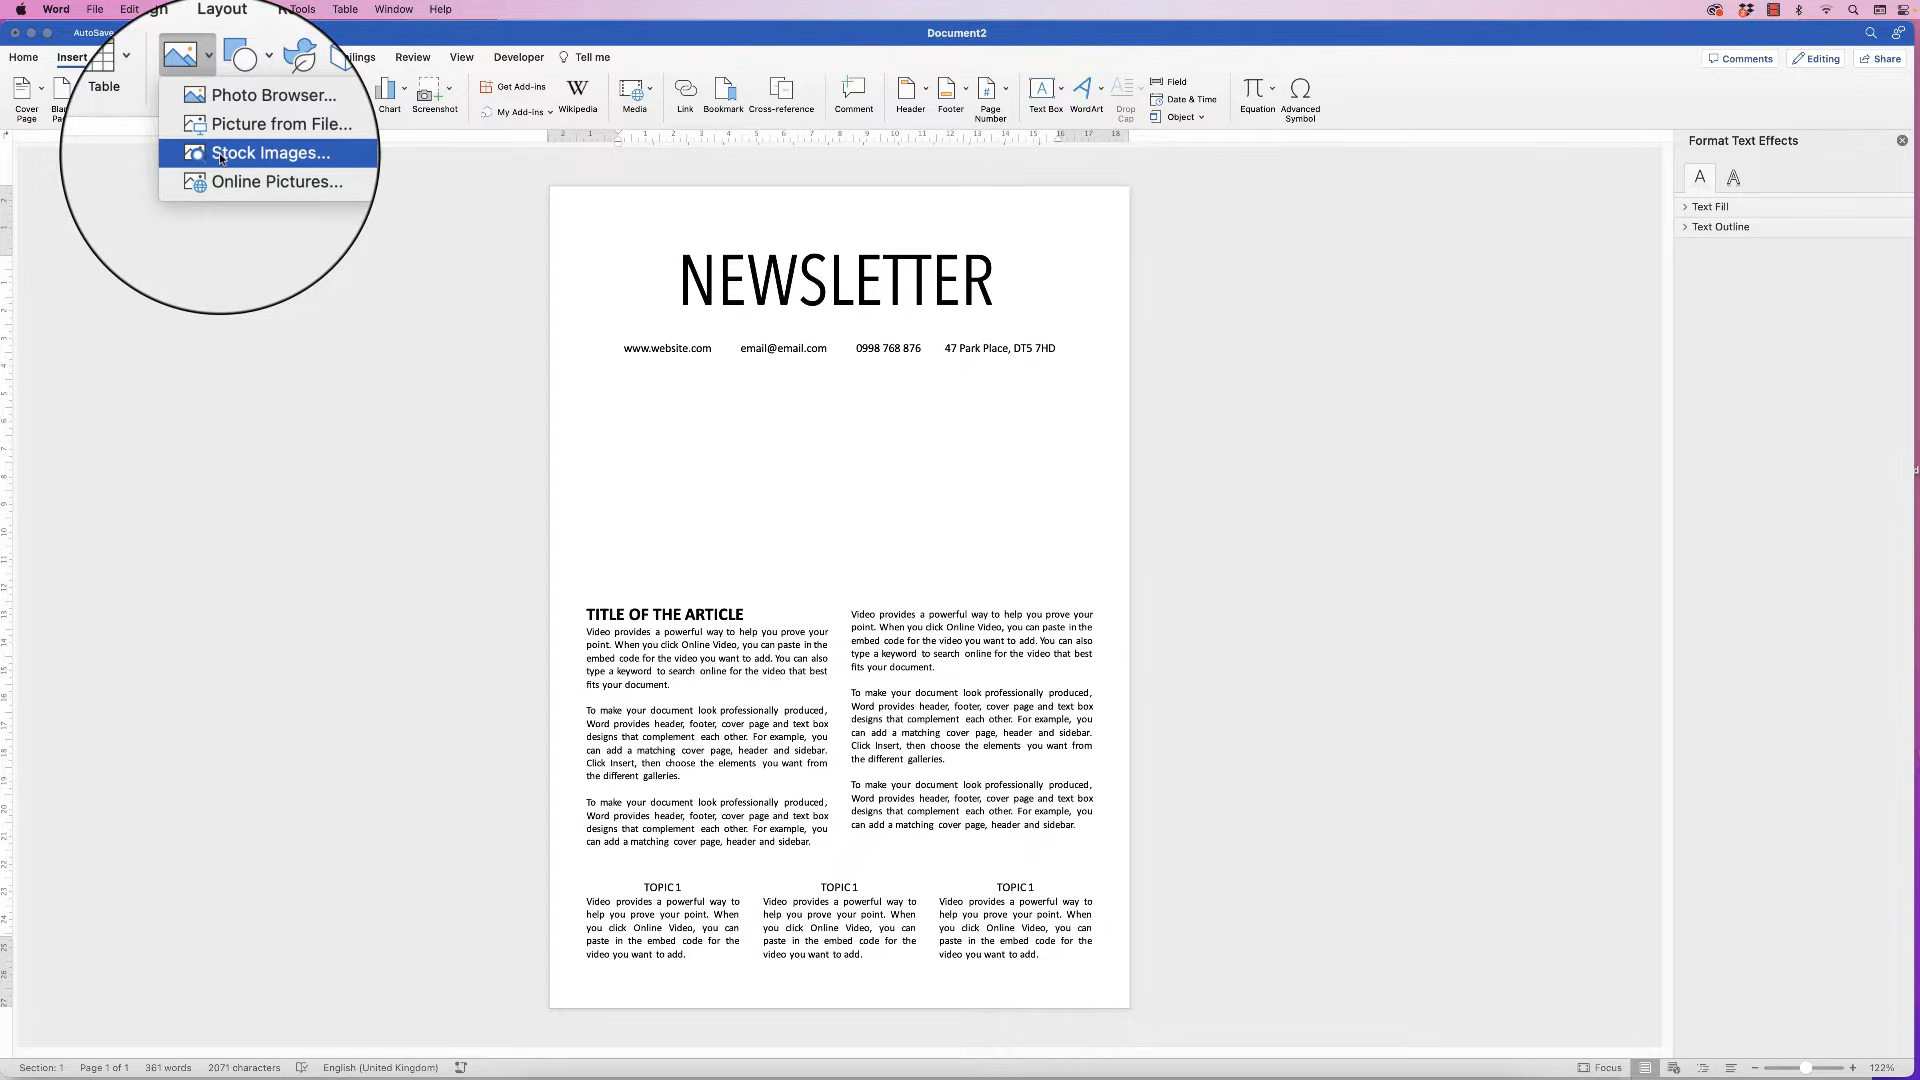 Word File Edit gn Layout Tools Table Window Help
AutoSave Document2
Home Insert ilings Review View Developer Tell me Comments Editing Share
Cover Page
Table
Photo Browser...
Picture from File...
Stock Images...
Online Pictures...
Chart
Screenshot
Get Add-ins
My Add-ins
Wikipedia
Media
Link
Bookmark
Cross-reference
Comment
Header
Footer
Page Number
Text Box
WordArt
Drop Cap
Field
Date & Time
Object
Equation
Advanced Symbol
2 1 1 2 3 4 5 6 7 8 9 10 11 12 13 14 15 16 17 18
Format Text Effects
Text Fill
Text Outline
NEWSLETTER
www.website.com email@email.com 0998 768 876 47 Park Place, DT5 7HD
TITLE OF THE ARTICLE
Video provides a powerful way to help you prove your
point. When you click Online Video, you can paste in the
embed code for the video you want to add. You can also
type a keyword to search online for the video that best
fits your document.
To make your document look professionally produced,
Word provides header, footer, cover page and text box
designs that complement each other. For example, you
can add a matching cover page, header and sidebar.
Click Insert, then choose the elements you want from
the different galleries.
To make your document look professionally produced,
Word provides header, footer, cover page and text box
designs that complement each other. For example, you
can add a matching cover page, header and sidebar.
Video provides a powerful way to help you prove your
point. When you click Online Video, you can paste in the
embed code for the video you want to add. You can also
type a keyword to search online for the video that best
fits your document.
To make your document look professionally produced,
Word provides header, footer, cover page and text box
designs that complement each other. For example, you
can add a matching cover page, header and sidebar.
Click Insert, then choose the elements you want from
the different galleries.
To make your document look professionally produced,
Word provides header, footer, cover page and text box
designs that complement each other. For example, you
can add a matching cover page, header and sidebar.
TOPIC 1
Video provides a powerful way to
help you prove your point. When
you click Online Video, you can
paste in the embed code for the
video you want to add.
TOPIC 1
Video provides a powerful way to
help you prove your point. When
you click Online Video, you can
paste in the embed code for the
video you want to add.
TOPIC 1
Video provides a powerful way to
help you prove your point. When
you click Online Video, you can
paste in the embed code for the
video you want to add.
Section: 1 Page 1 of 1 361 words 2071 characters English (United Kingdom) Focus 122%